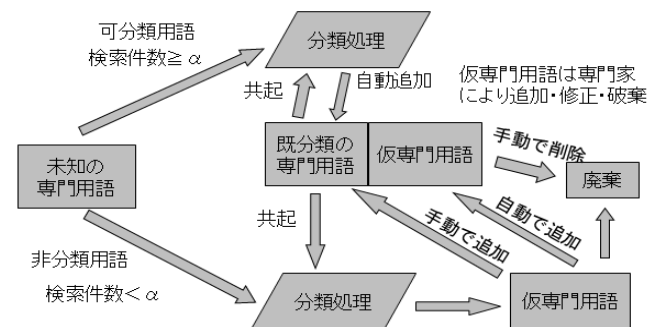 可分類用語
検索件数≧α
分類処理
共起
自動追加
仮専門用語は専門家
により追加・修正・破棄
既分類の
専門用語
仮専門用語
手動で削除
廃棄
未知の
専門用語
共起
手動で追加
自動で追加
非分類用語
検索件数<α
分類処理
仮専門用語